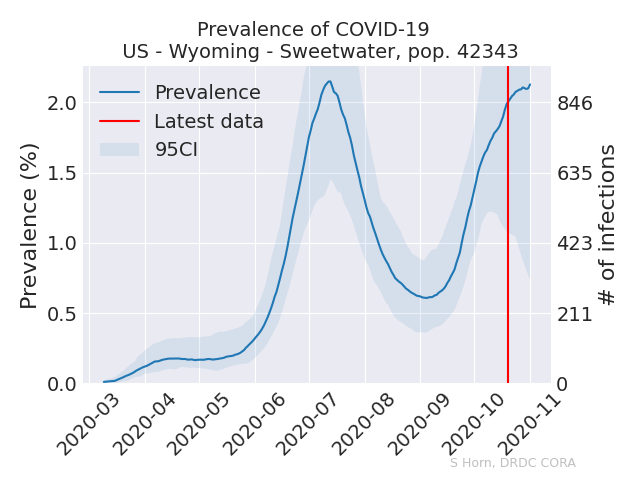 Prevalence of COVID-19
US - Wyoming - Sweetwater, pop. 42343
Prevalence
Latest data
95CI
Prevalence (%)
2.0
1.5
1.0
0.5
0.0
846
635
423
211
0
# of infections
2020-03
2020-04
2020-05
2020-06
2020-07
2020-08
2020-09
2020-10
2020-11
S Horn, DRDC CORA